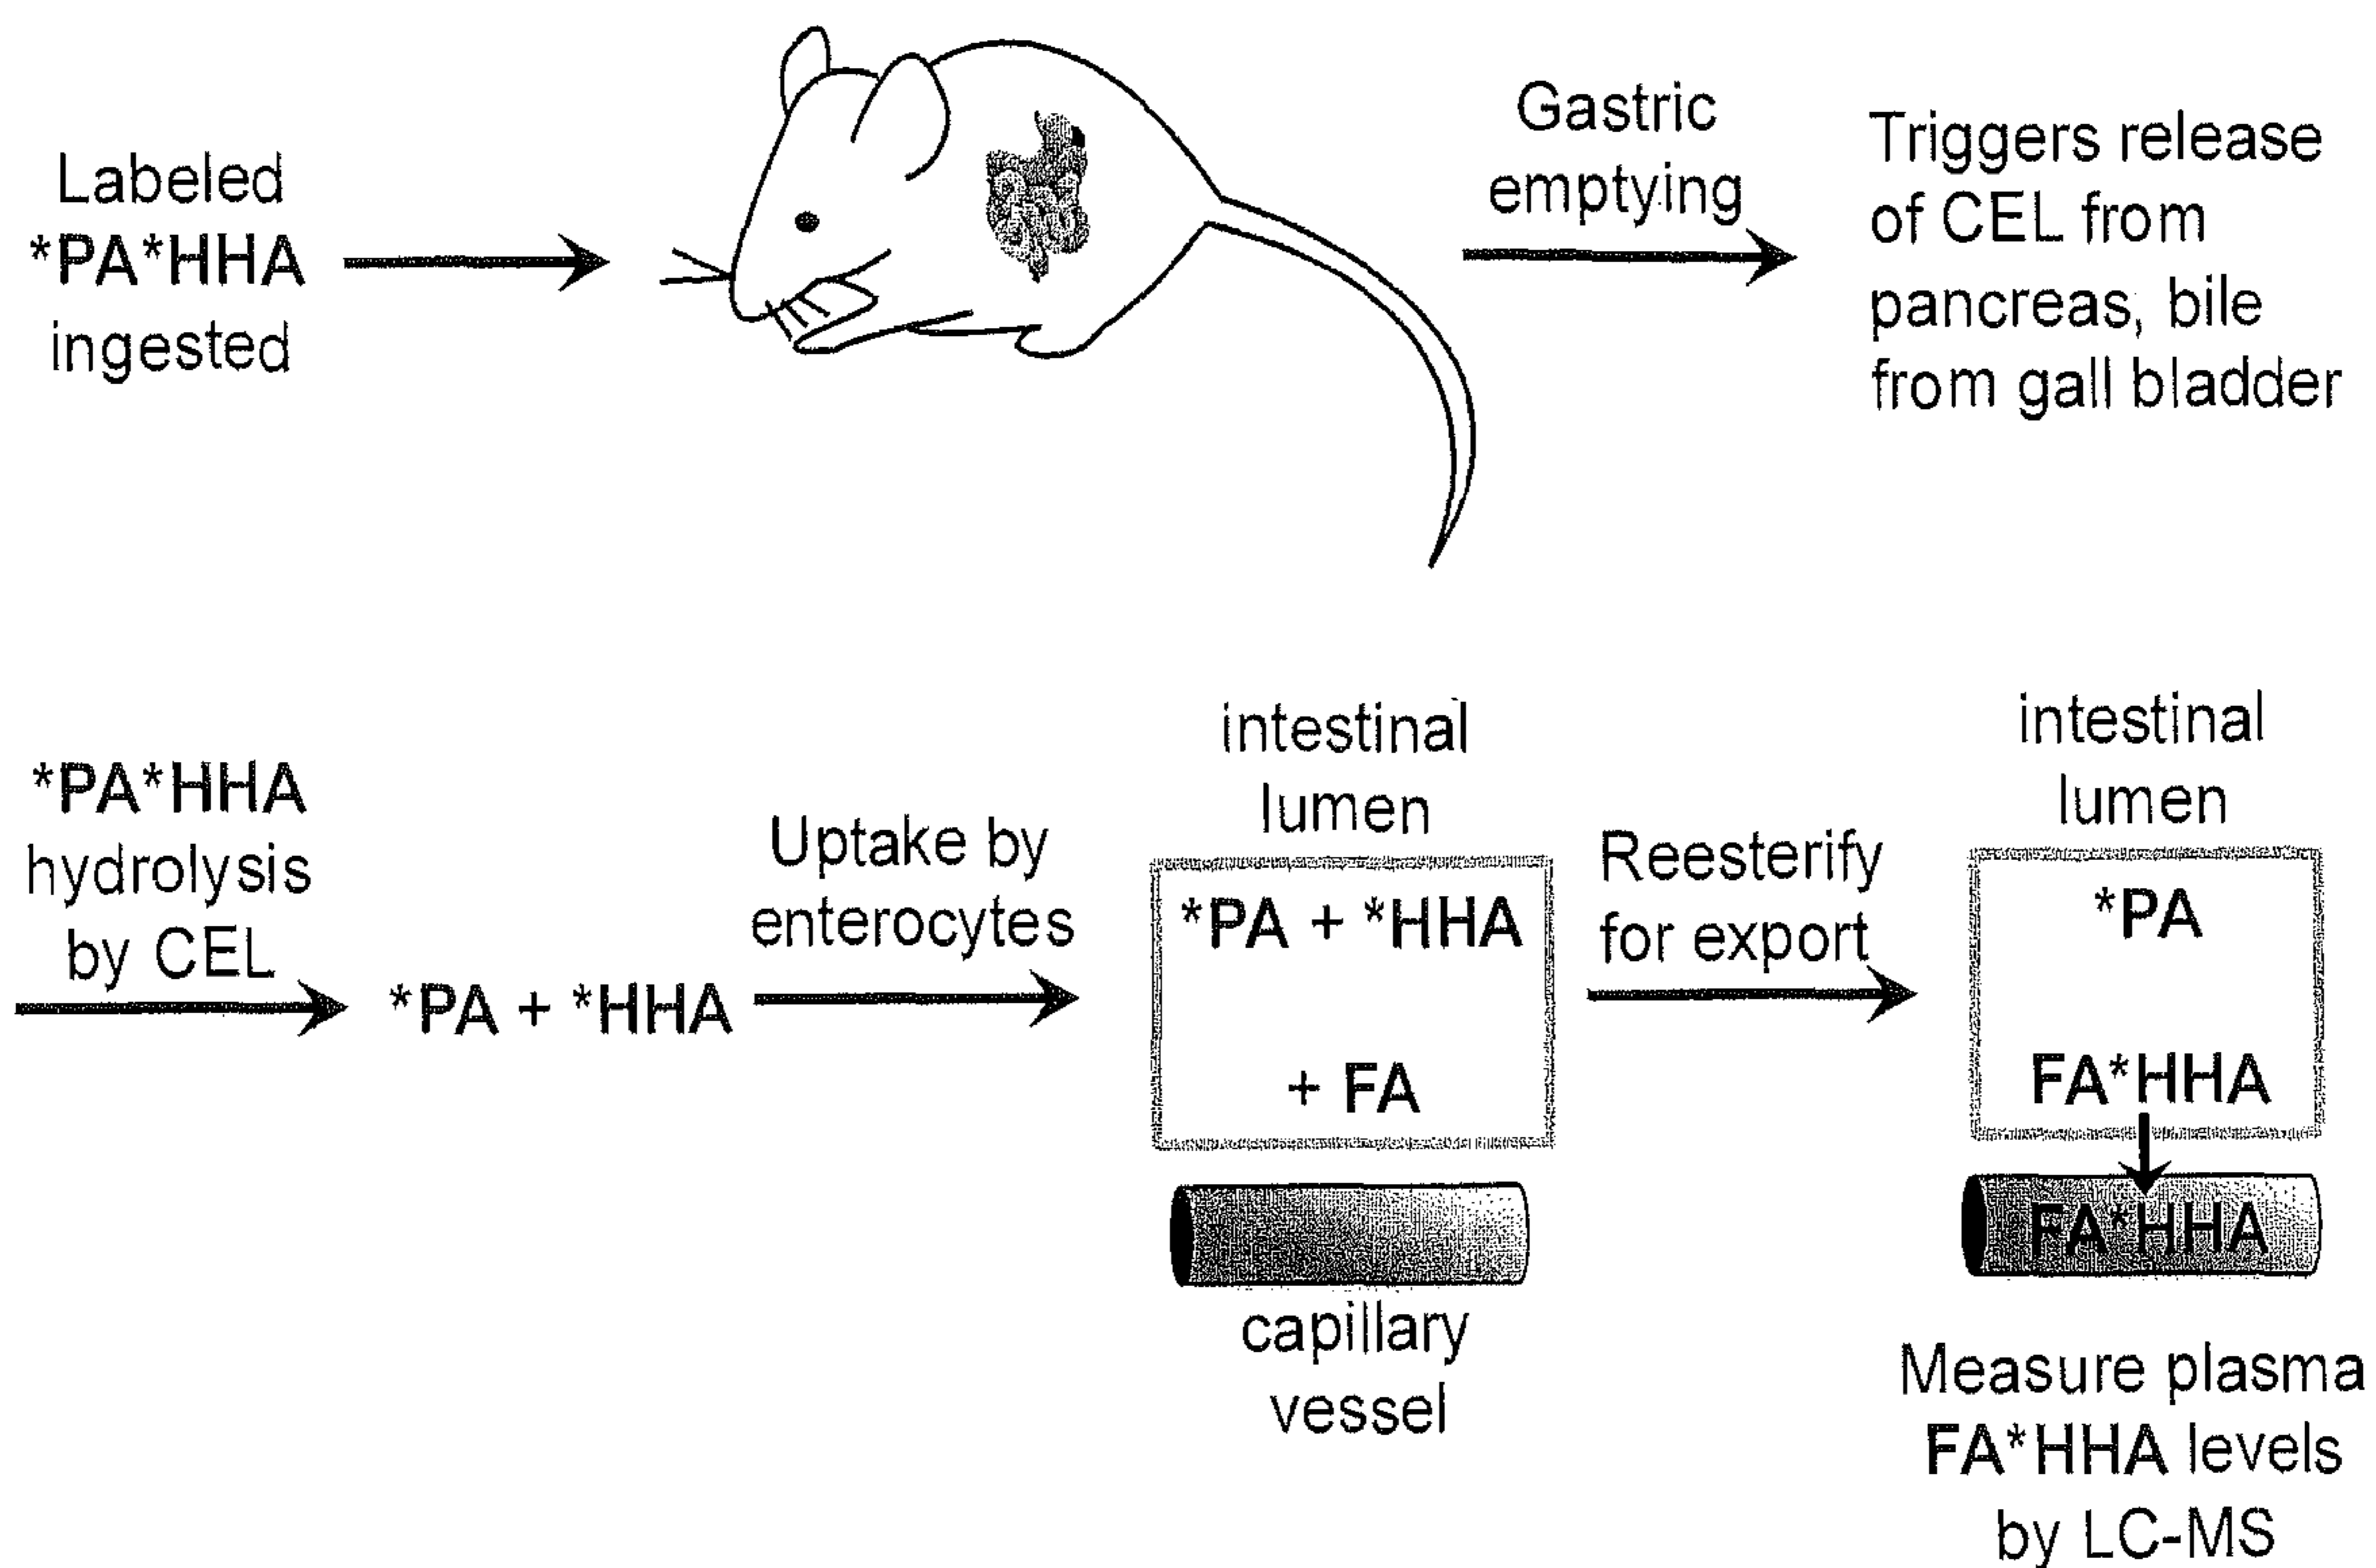 Labeled
*PA*HHA
ingested
Gastric
emptying
Triggers release
of CEL from
pancreas, bile
from gall bladder
*PA*HHA
hydrolysis
by CEL
*PA + *HHA
Uptake by
enterocytes
intestinal
lumen
*PA + *HHA
+ FA
capillary
vessel
Reesterify
for export
intestinal
lumen
*PA
FA*HHA
FA*HHA
Measure plasma
FA*HHA levels
by LC-MS